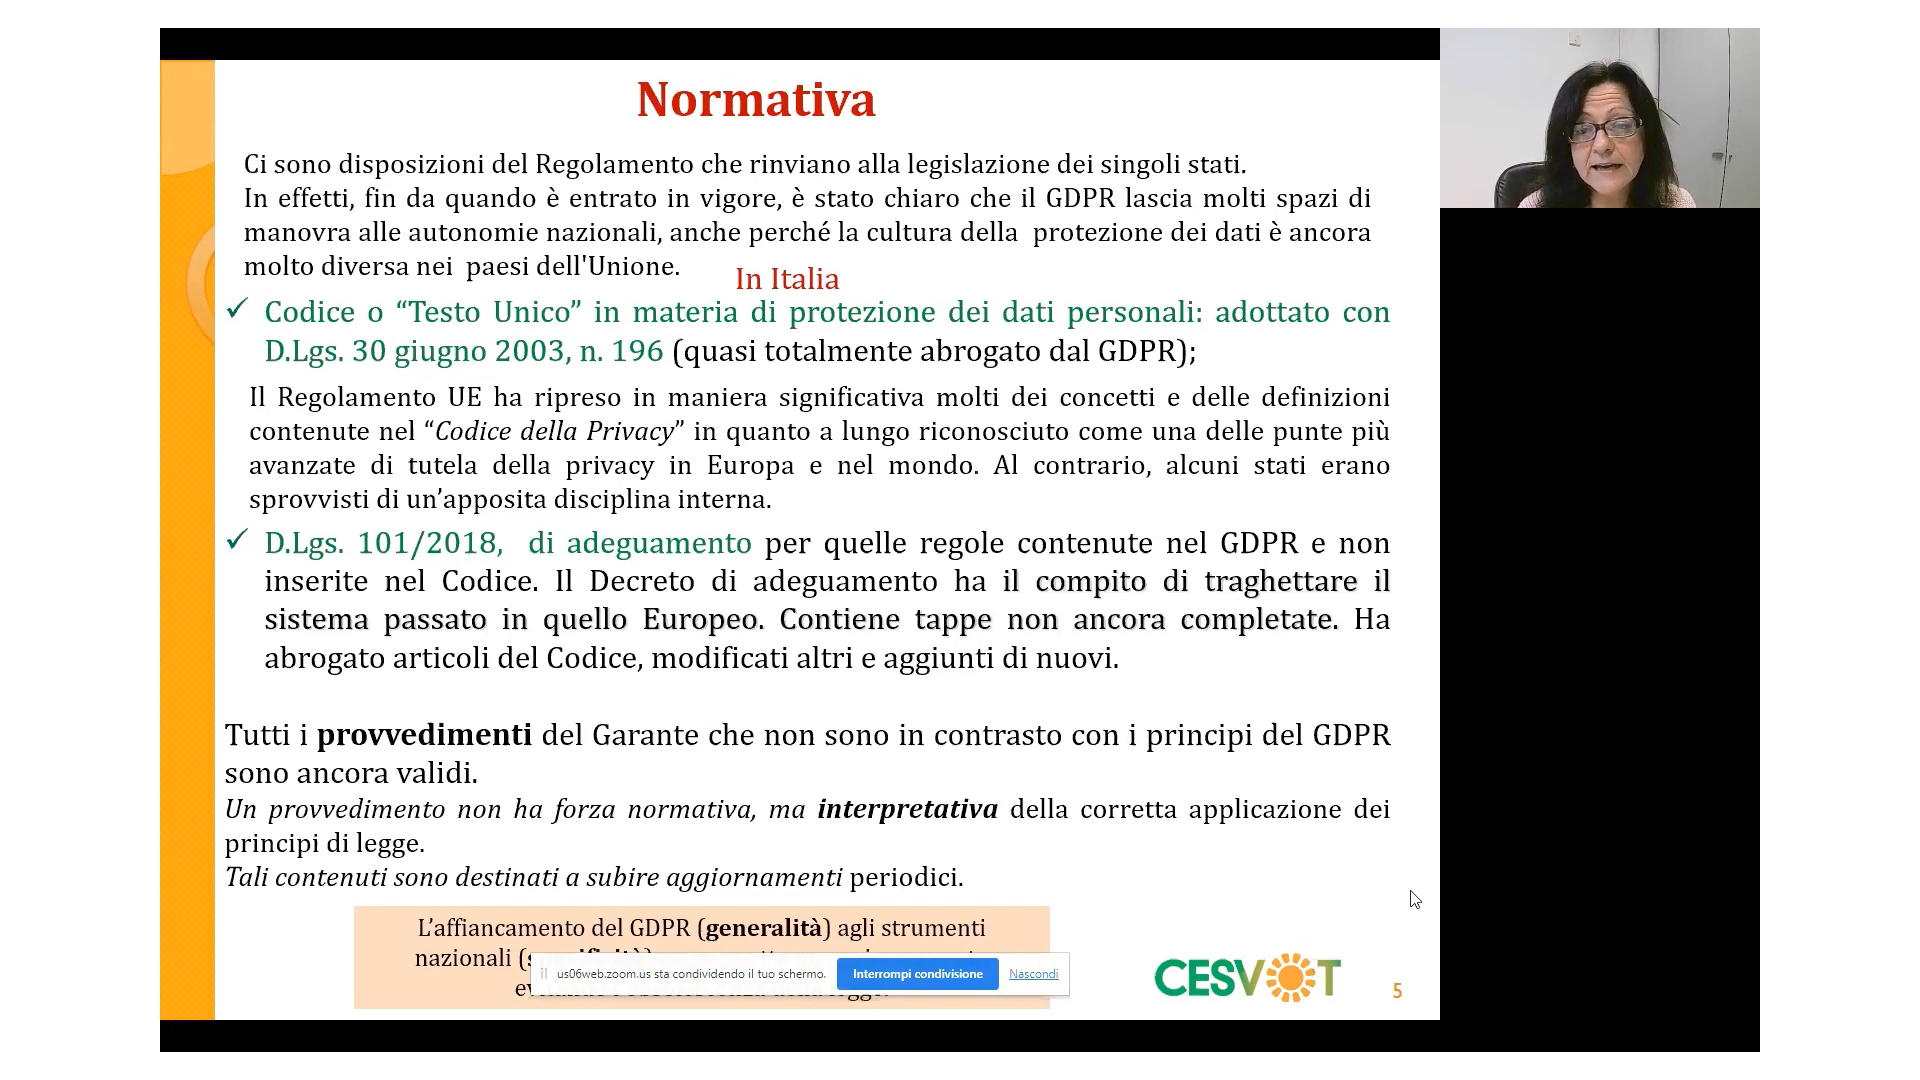 Normativa
Ci sono disposizioni del Regolamento che rinviano alla legislazione dei singoli stati.
In effetti, fin da quando è entrato in vigore, è stato chiaro che il GDPR lascia molti spazi di
manovra alle autonomie nazionali, anche perché la cultura della protezione dei dati è ancora
molto diversa nei paesi dell'Unione.
In Italia
✓ Codice o “Testo Unico” in materia di protezione dei dati personali: adottato con
D.Lgs. 30 giugno 2003, n. 196 (quasi totalmente abrogato dal GDPR);
Il Regolamento UE ha ripreso in maniera significativa molti dei concetti e delle definizioni
contenute nel “Codice della Privacy” in quanto a lungo riconosciuto come una delle punte più
avanzate di tutela della privacy in Europa e nel mondo. Al contrario, alcuni stati erano
sprovvisti di un’apposita disciplina interna.
✓ D.Lgs. 101/2018, di adeguamento per quelle regole contenute nel GDPR e non
inserite nel Codice. Il Decreto di adeguamento ha il compito di traghettare il
sistema passato in quello Europeo. Contiene tappe non ancora completate. Ha
abrogato articoli del Codice, modificati altri e aggiunti di nuovi.
Tutti i provvedimenti del Garante che non sono in contrasto con i principi del GDPR
sono ancora validi.
Un provvedimento non ha forza normativa, ma interpretativa della corretta applicazione dei
principi di legge.
Tali contenuti sono destinati a subire aggiornamenti periodici.
L’affiancamento del GDPR (generalità) agli strumenti
nazionali
us06web.zoom.us sta condividendo il tuo schermo.
Interrompi condivisione
Nascondi
CESVOT
5